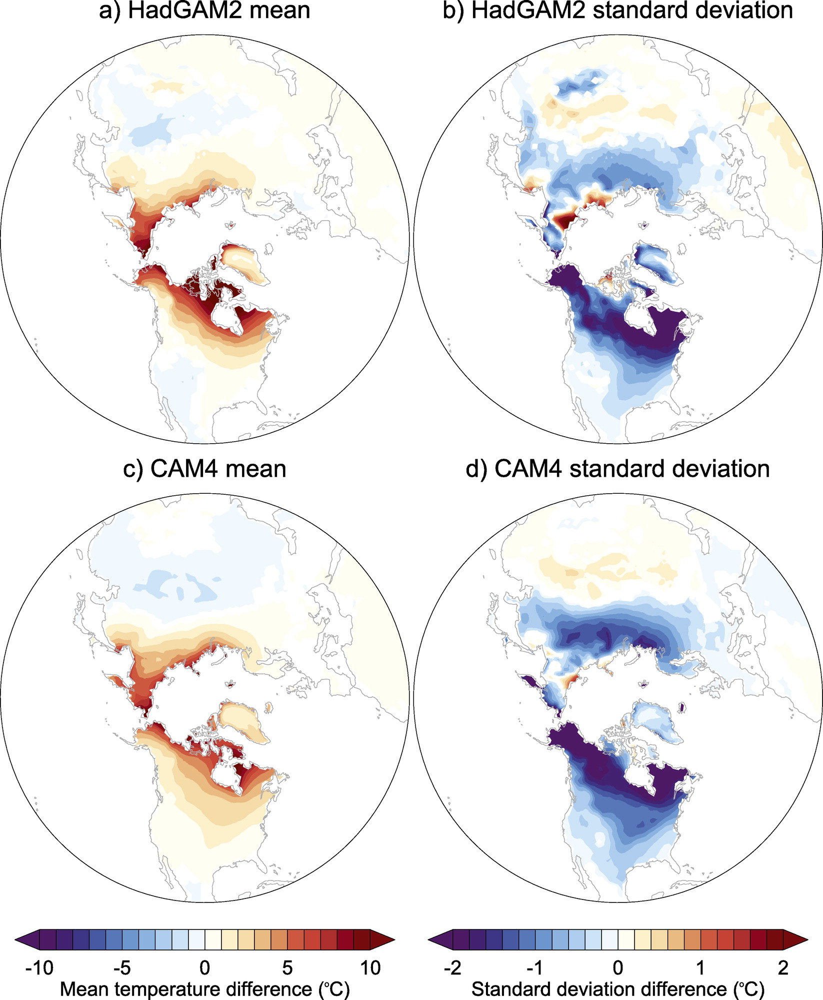 a) HadGAM2 mean
b) HadGAM2 standard deviation
c) CAM4 mean
d) CAM4 standard deviation
-10 -5 0 5 10
Mean temperature difference (°C)
-2 -1 0 1 2
Standard deviation difference (°C)